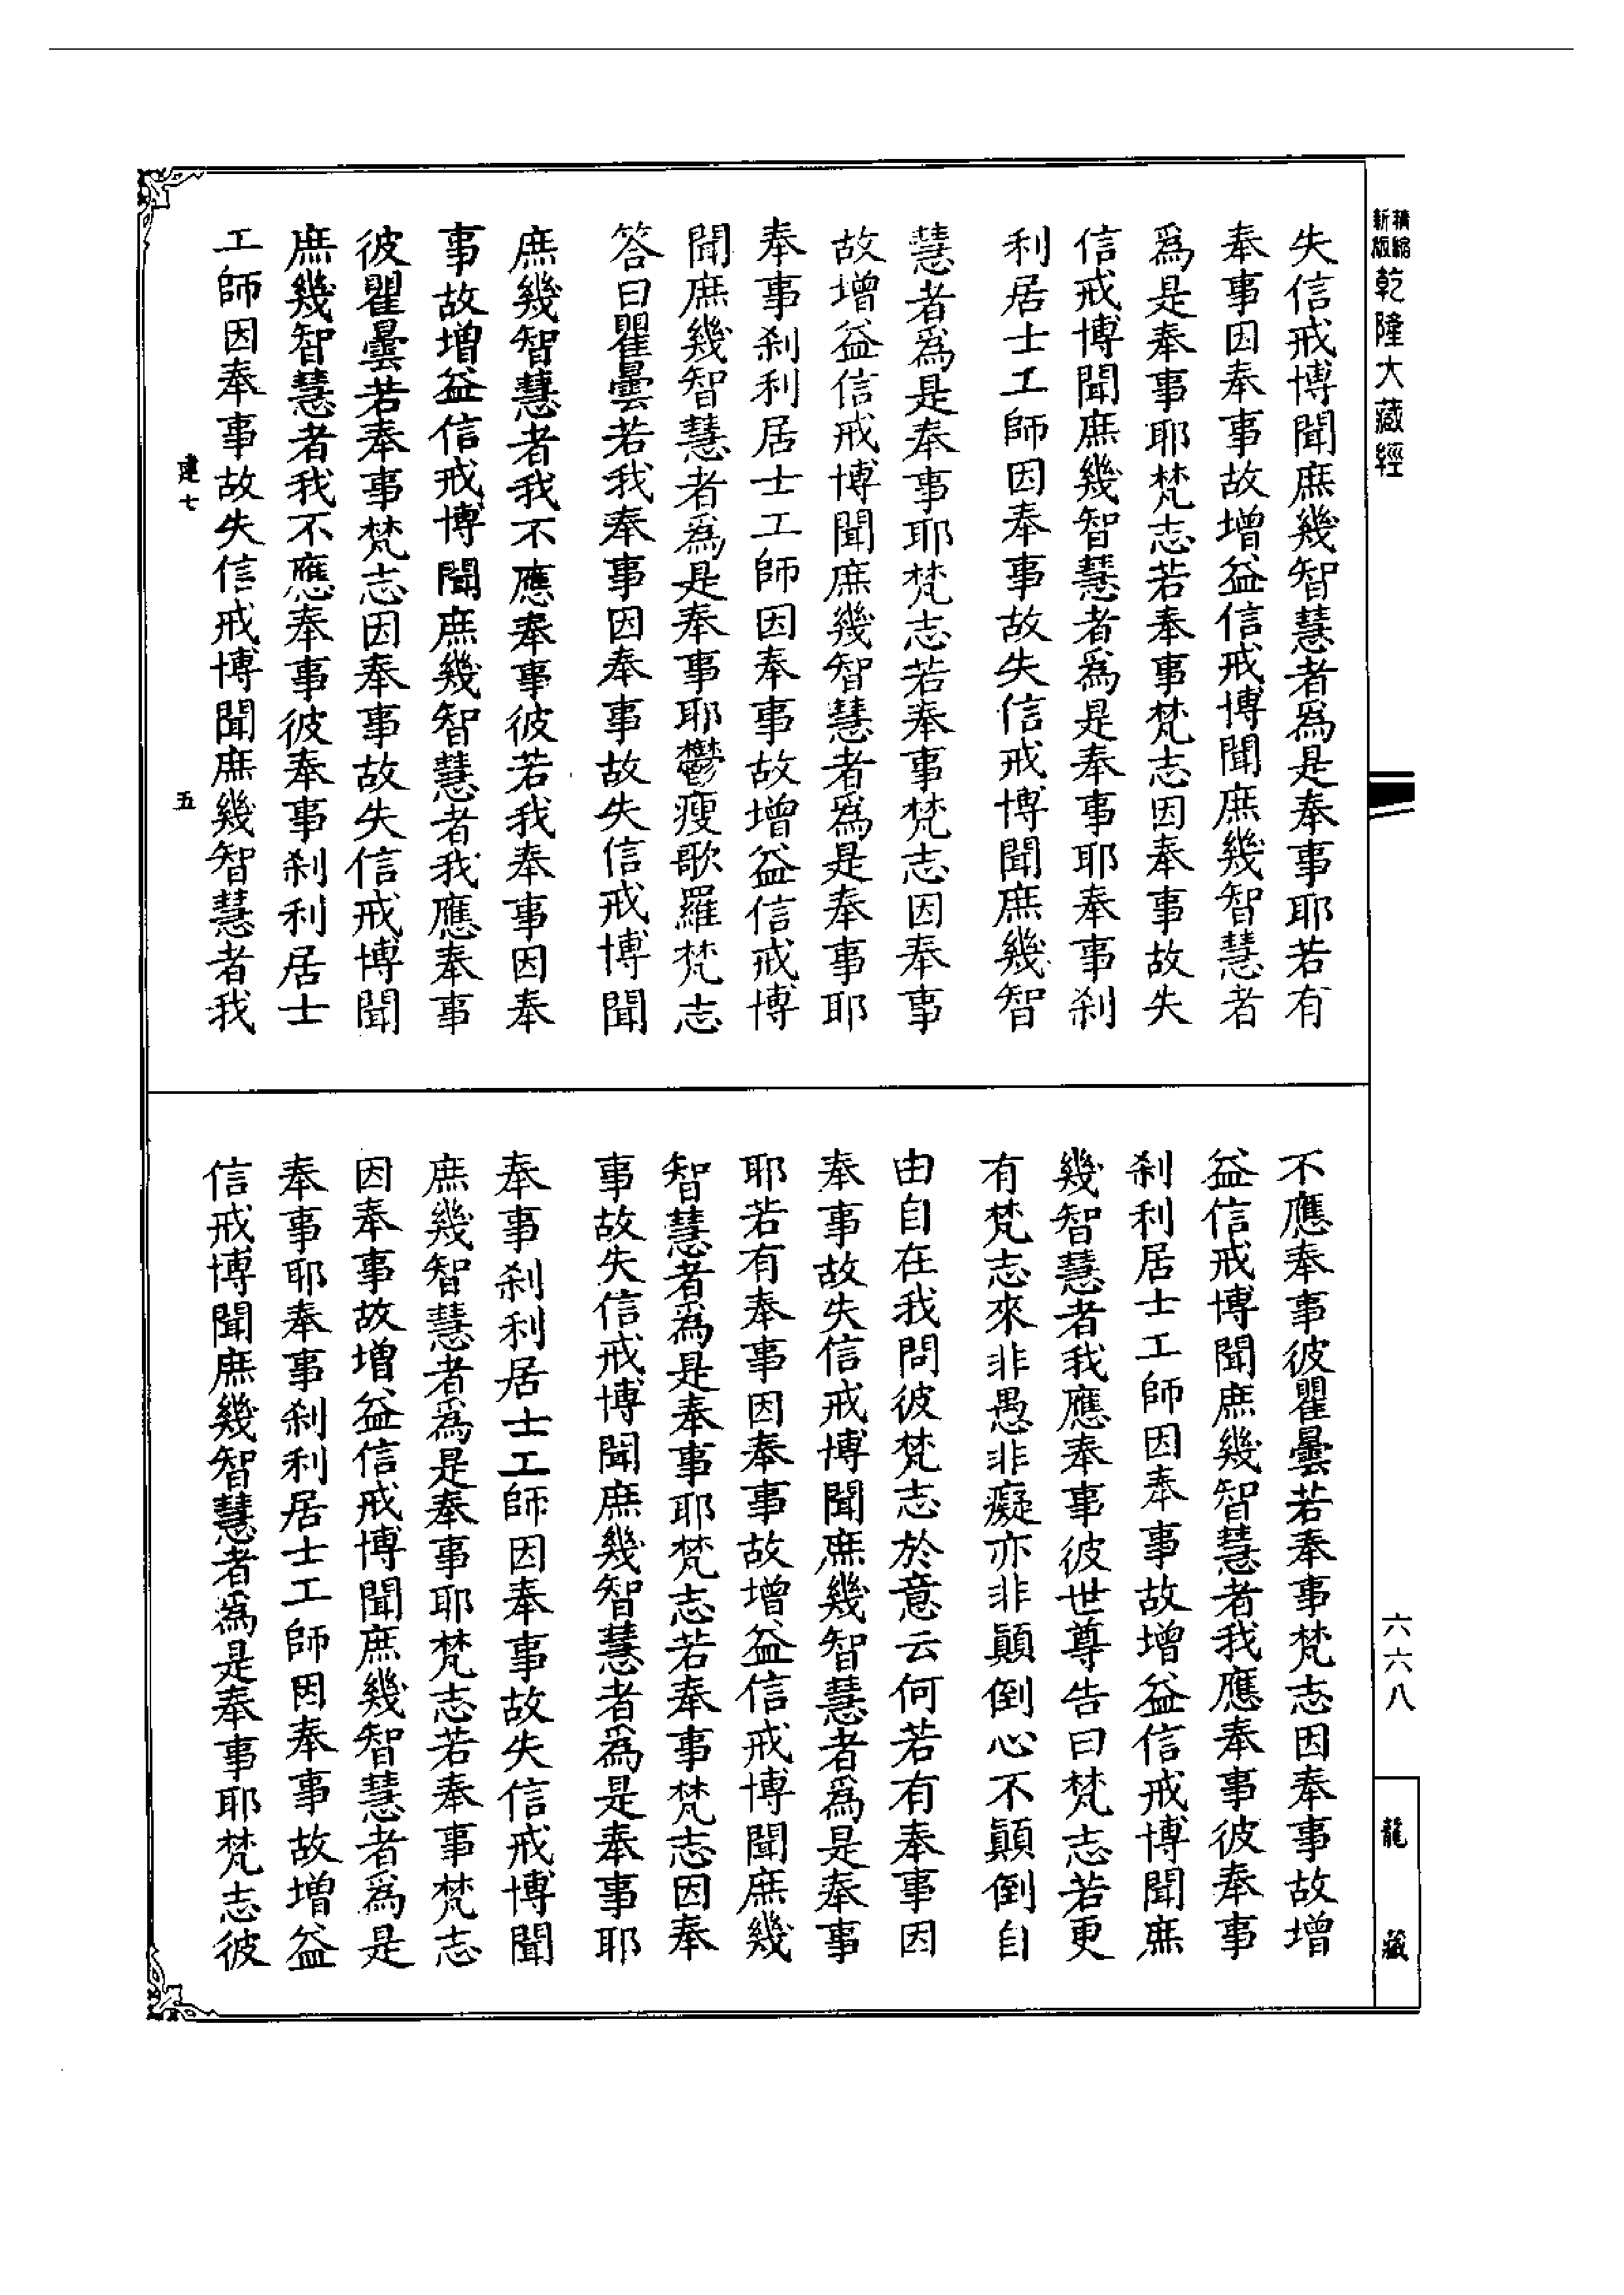 精縮新版乾隆大藏經
失信戒博聞庶幾智慧者爲是奉事耶若有
奉事因奉事故增益信戒博聞庶幾智慧者
爲是奉事耶梵志若奉事梵志因奉事故失
信戒博聞庶幾智慧者爲是奉事耶奉事刹
利居士工師因奉事故失信戒博聞庶幾智
慧者爲是奉事耶梵志若奉事梵志因奉事
故增益信戒博聞庶幾智慧者爲是奉事耶
奉事刹利居士工師因奉事故增益信戒博
聞庶幾智慧者爲是奉事耶鬱瘦歌羅梵志
答曰瞿曇若我奉事因奉事故失信戒博聞
庶幾智慧者我不應奉事彼若我奉事因奉
事故增益信戒博聞庶幾智慧者我應奉事
彼瞿曇若奉事梵志因奉事故失信戒博聞
庶幾智慧者我不應奉事彼奉事刹利居士
工師因奉事故失信戒博聞庶幾智慧者我
建七 五
不應奉事彼瞿曇若奉事梵志因奉事故增
益信戒博聞庶幾智慧者我應奉事彼奉事
刹利居士工師因奉事故增益信戒博聞庶
幾智慧者我應奉事彼世尊告曰梵志若更
有梵志來非愚非癡亦非顚倒心不顚倒自
由自在我問彼梵志於意云何若有奉事因
奉事故失信戒博聞庶幾智慧者爲是奉事
耶若有奉事因奉事故增益信戒博聞庶幾
智慧者爲是奉事耶梵志若奉事梵志因奉
事故失信戒博聞庶幾智慧者爲是奉事耶
奉事刹利居士工師因奉事故失信戒博聞
庶幾智慧者爲是奉事耶梵志若奉事梵志
因奉事故增益信戒博聞庶幾智慧者爲是
奉事耶奉事刹利居士工師因奉事故增益
信戒博聞庶幾智慧者爲是奉事耶梵志彼
六六八
龍藏